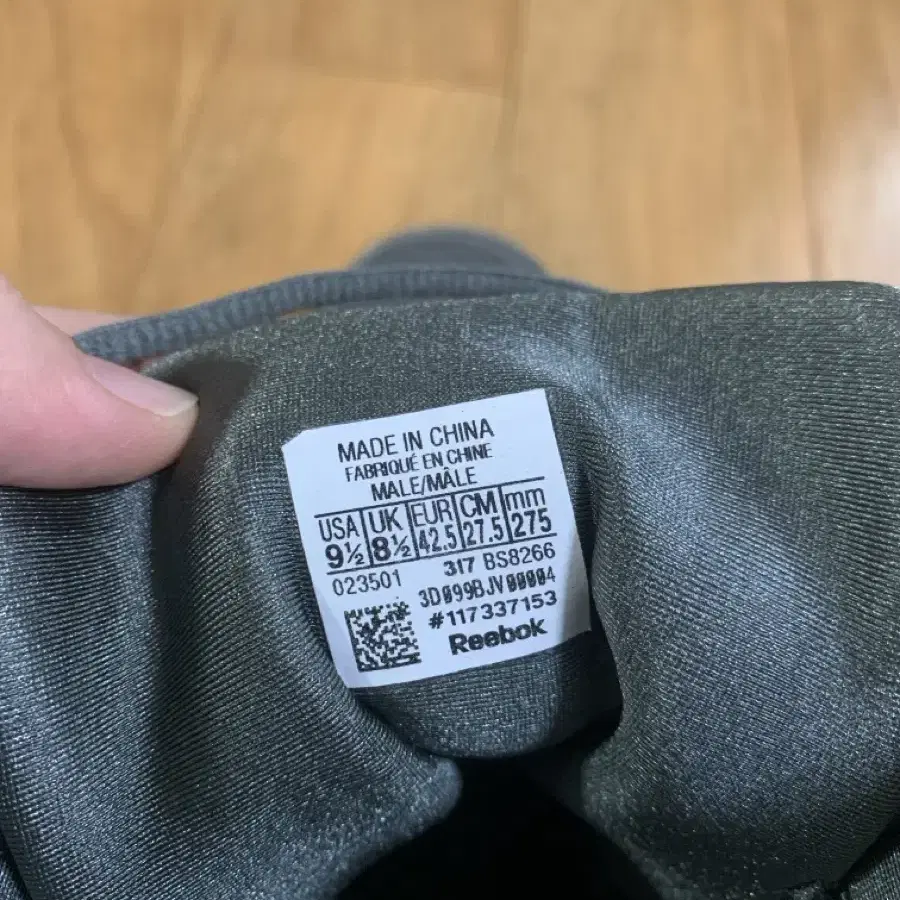 MADE IN CHINA
FABRIQUÉ EN CHINE
MALE/MÂLE
USA UK EUR CM mm
9½ 8½ 42.5 27.5 275
023501 317 BS8266
3D099BJV00004
#117337153
Reebok